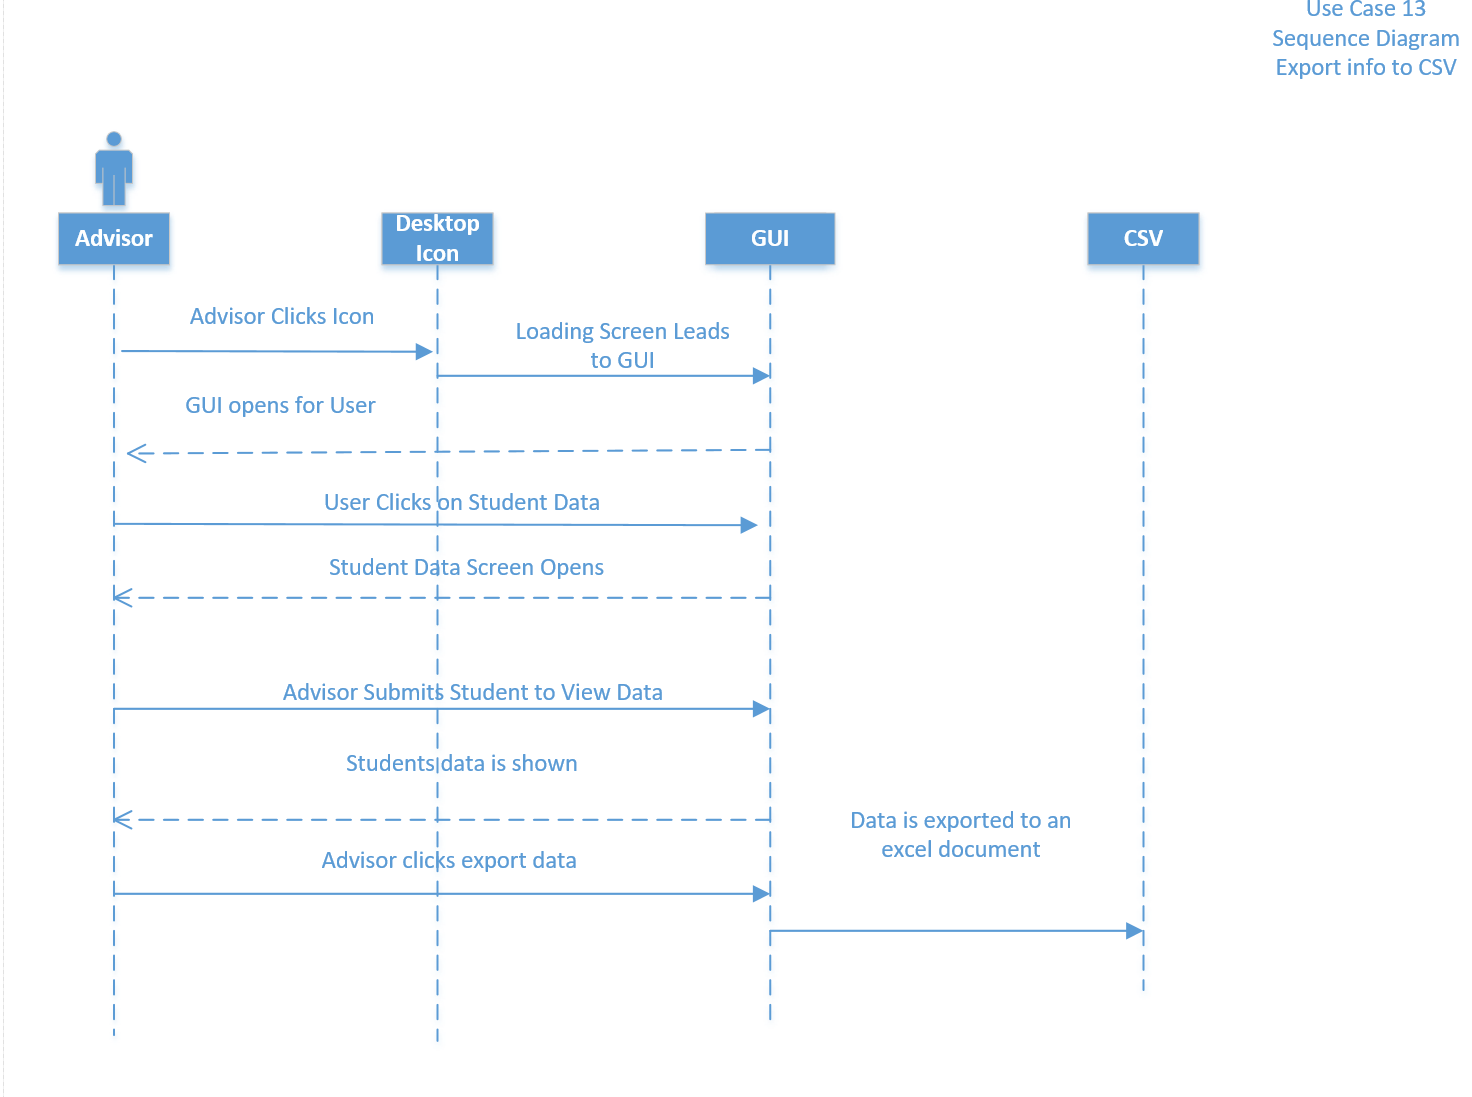 Use Case 13
Sequence Diagram
Export info to CSV
Advisor
Desktop
Icon
GUI
CSV
Advisor Clicks Icon
Loading Screen Leads
to GUI
GUI opens for User
User Clicks on Student Data
Student Data Screen Opens
Advisor Submits Student to View Data
Students data is shown
Data is exported to an
excel document
Advisor clicks export data